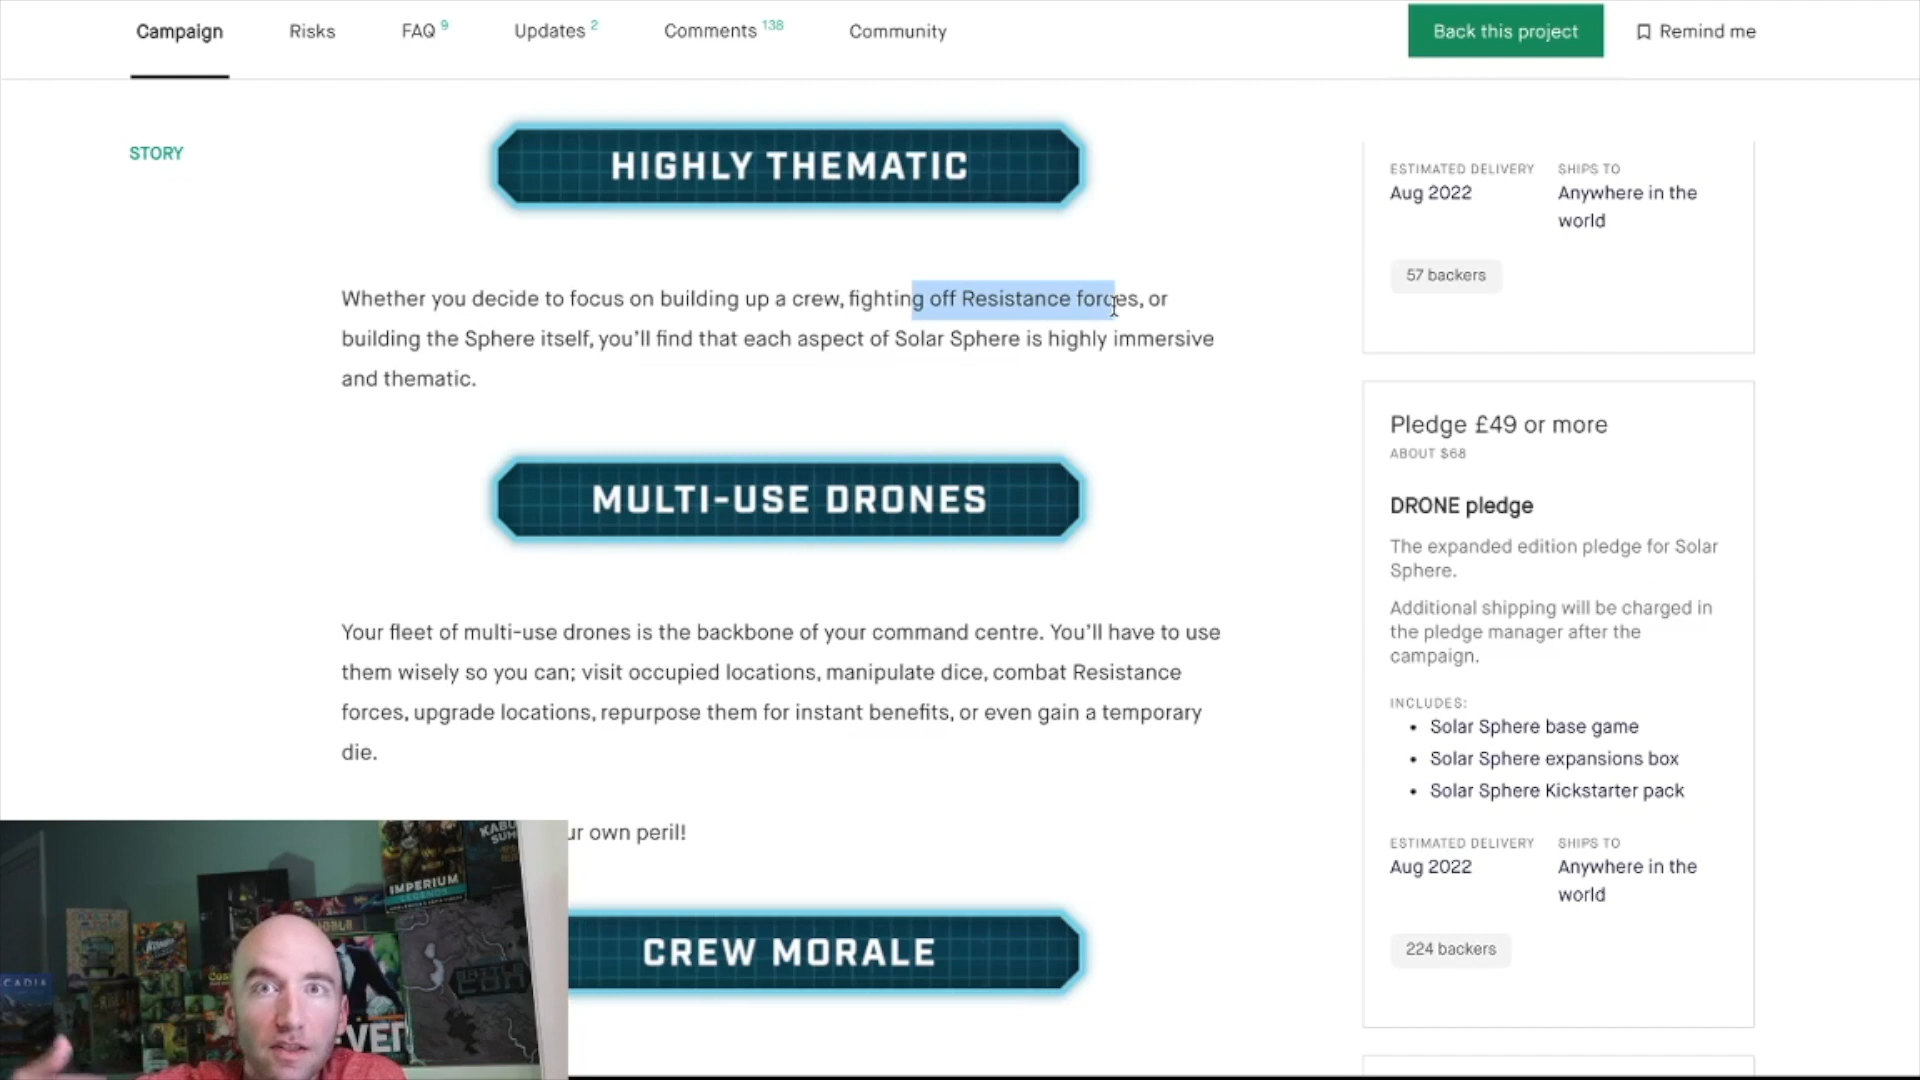 Campaign
Risks
FAQ 9
Updates 2
Comments 138
Community
Back this project
Remind me
STORY
HIGHLY THEMATIC
Whether you decide to focus on building up a crew, fighting off Resistance forces, or
building the Sphere itself, you'll find that each aspect of Solar Sphere is highly immersive
and thematic.
MULTI-USE DRONES
Your fleet of multi-use drones is the backbone of your command centre. You'll have to use
them wisely so you can; visit occupied locations, manipulate dice, combat Resistance
forces, upgrade locations, repurpose them for instant benefits, or even gain a temporary
die.
ur own peril!
CREW MORALE
ESTIMATED DELIVERY
Aug 2022
SHIPS TO
Anywhere in the
world
57 backers
Pledge £49 or more
ABOUT $68
DRONE pledge
The expanded edition pledge for Solar
Sphere.
Additional shipping will be charged in
the pledge manager after the
campaign.
INCLUDES:
• Solar Sphere base game
• Solar Sphere expansions box
• Solar Sphere Kickstarter pack
ESTIMATED DELIVERY
Aug 2022
SHIPS TO
Anywhere in the
world
224 backers
IMPERIUM
LEGENDS
KABU
SUM
CADIA
VET